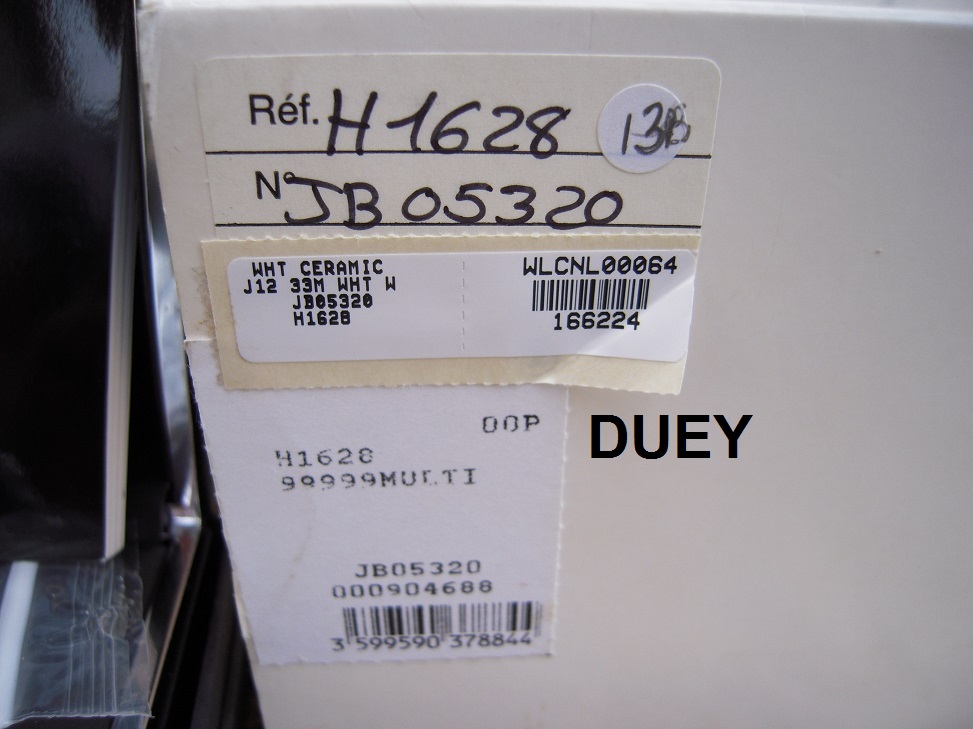 Réf. H1628
13
N° JB05320
WHT CERAMIC
J12 33M WHT W
JB05320
H1628
WLCNL00064
166224
00P
H1628
99999MULTI
JB05320
000904688
3 599590 378844
DUEY